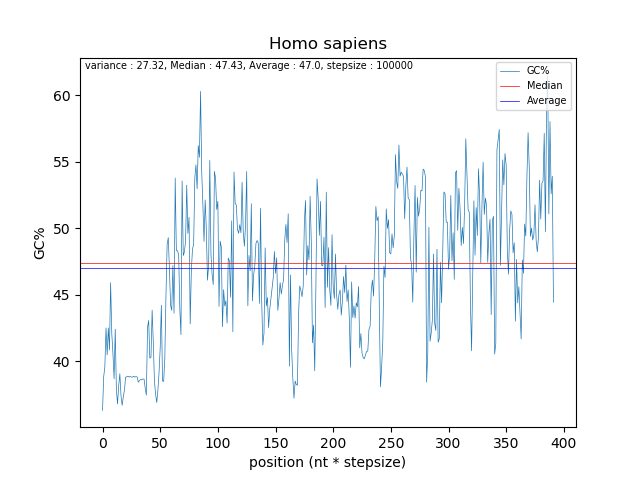 Homo sapiens
variance : 27.32, Median : 47.43, Average : 47.0, stepsize : 100000
GC%
Median
Average
60
55
50
45
40
GC%
0
50
100
150
200
250
300
350
400
position (nt * stepsize)